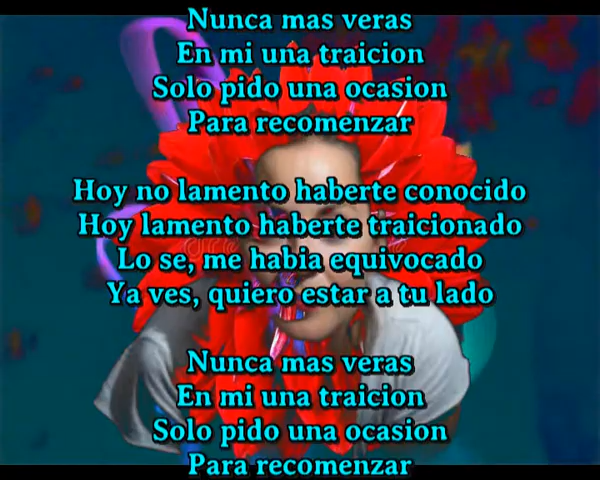 Nunca mas veras
En mi una traicion
Solo pido una ocasion
Para recomenzar
Hoy no lamento haberte conocido
Hoy lamento haberte traicionado
Lo se, me habia equivocado
Ya ves, quiero estar a tu lado
Nunca mas veras
En mi una traicion
Solo pido una ocasion
Para recomenzar